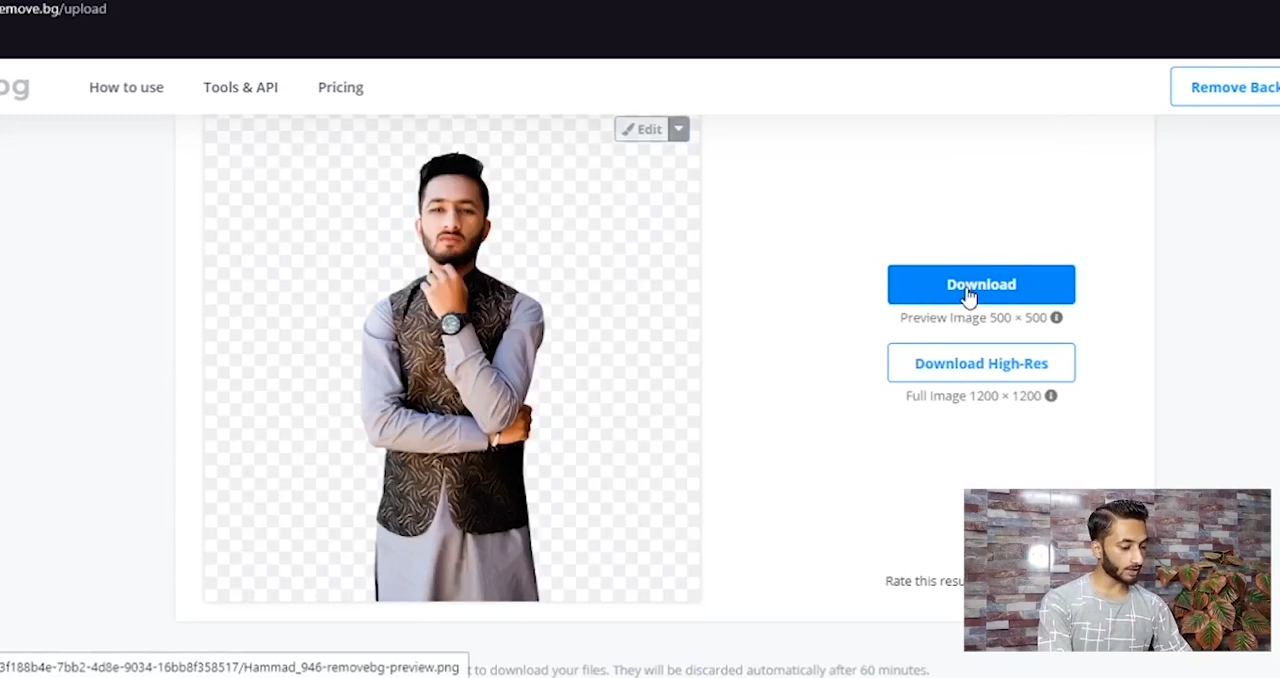 emove.bg/upload
bg
How to use
Tools & API
Pricing
Remove Back
Edit
Download
Preview Image 500 × 500
Download High-Res
Full Image 1200 × 1200
Rate this resu
3f188b4e-7bb2-4d8e-9034-16bb8f358517/Hammad_946-removebg-preview.png
t to download your files. They will be discarded automatically after 60 minutes.